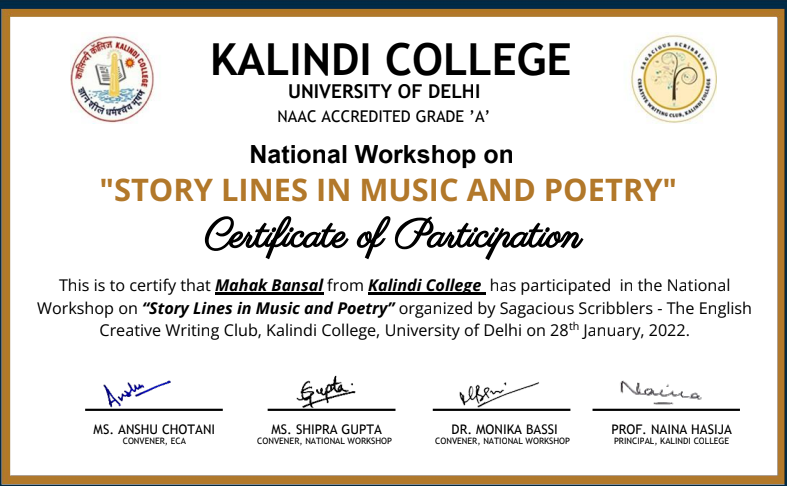 कालिन्दी कॉलेज KALINDI COLLEGE
ज्ञानं शीलं धर्मश्चैव भूषणम्
SAGACIOUS SCRIBBLERS
CREATIVE WRITING CLUB, KALINDI COLLEGE
KALINDI COLLEGE
UNIVERSITY OF DELHI
NAAC ACCREDITED GRADE ’A’
National Workshop on
"STORY LINES IN MUSIC AND POETRY"
Certificate of Participation
This is to certify that Mahak Bansal from Kalindi College has participated in the National
Workshop on “Story Lines in Music and Poetry” organized by Sagacious Scribblers - The English
Creative Writing Club, Kalindi College, University of Delhi on 28th January, 2022.
Anshu
Gupta
Naina
MS. ANSHU CHOTANI
CONVENER, ECA
MS. SHIPRA GUPTA
CONVENER, NATIONAL WORKSHOP
DR. MONIKA BASSI
CONVENER, NATIONAL WORKSHOP
PROF. NAINA HASIJA
PRINCIPAL, KALINDI COLLEGE